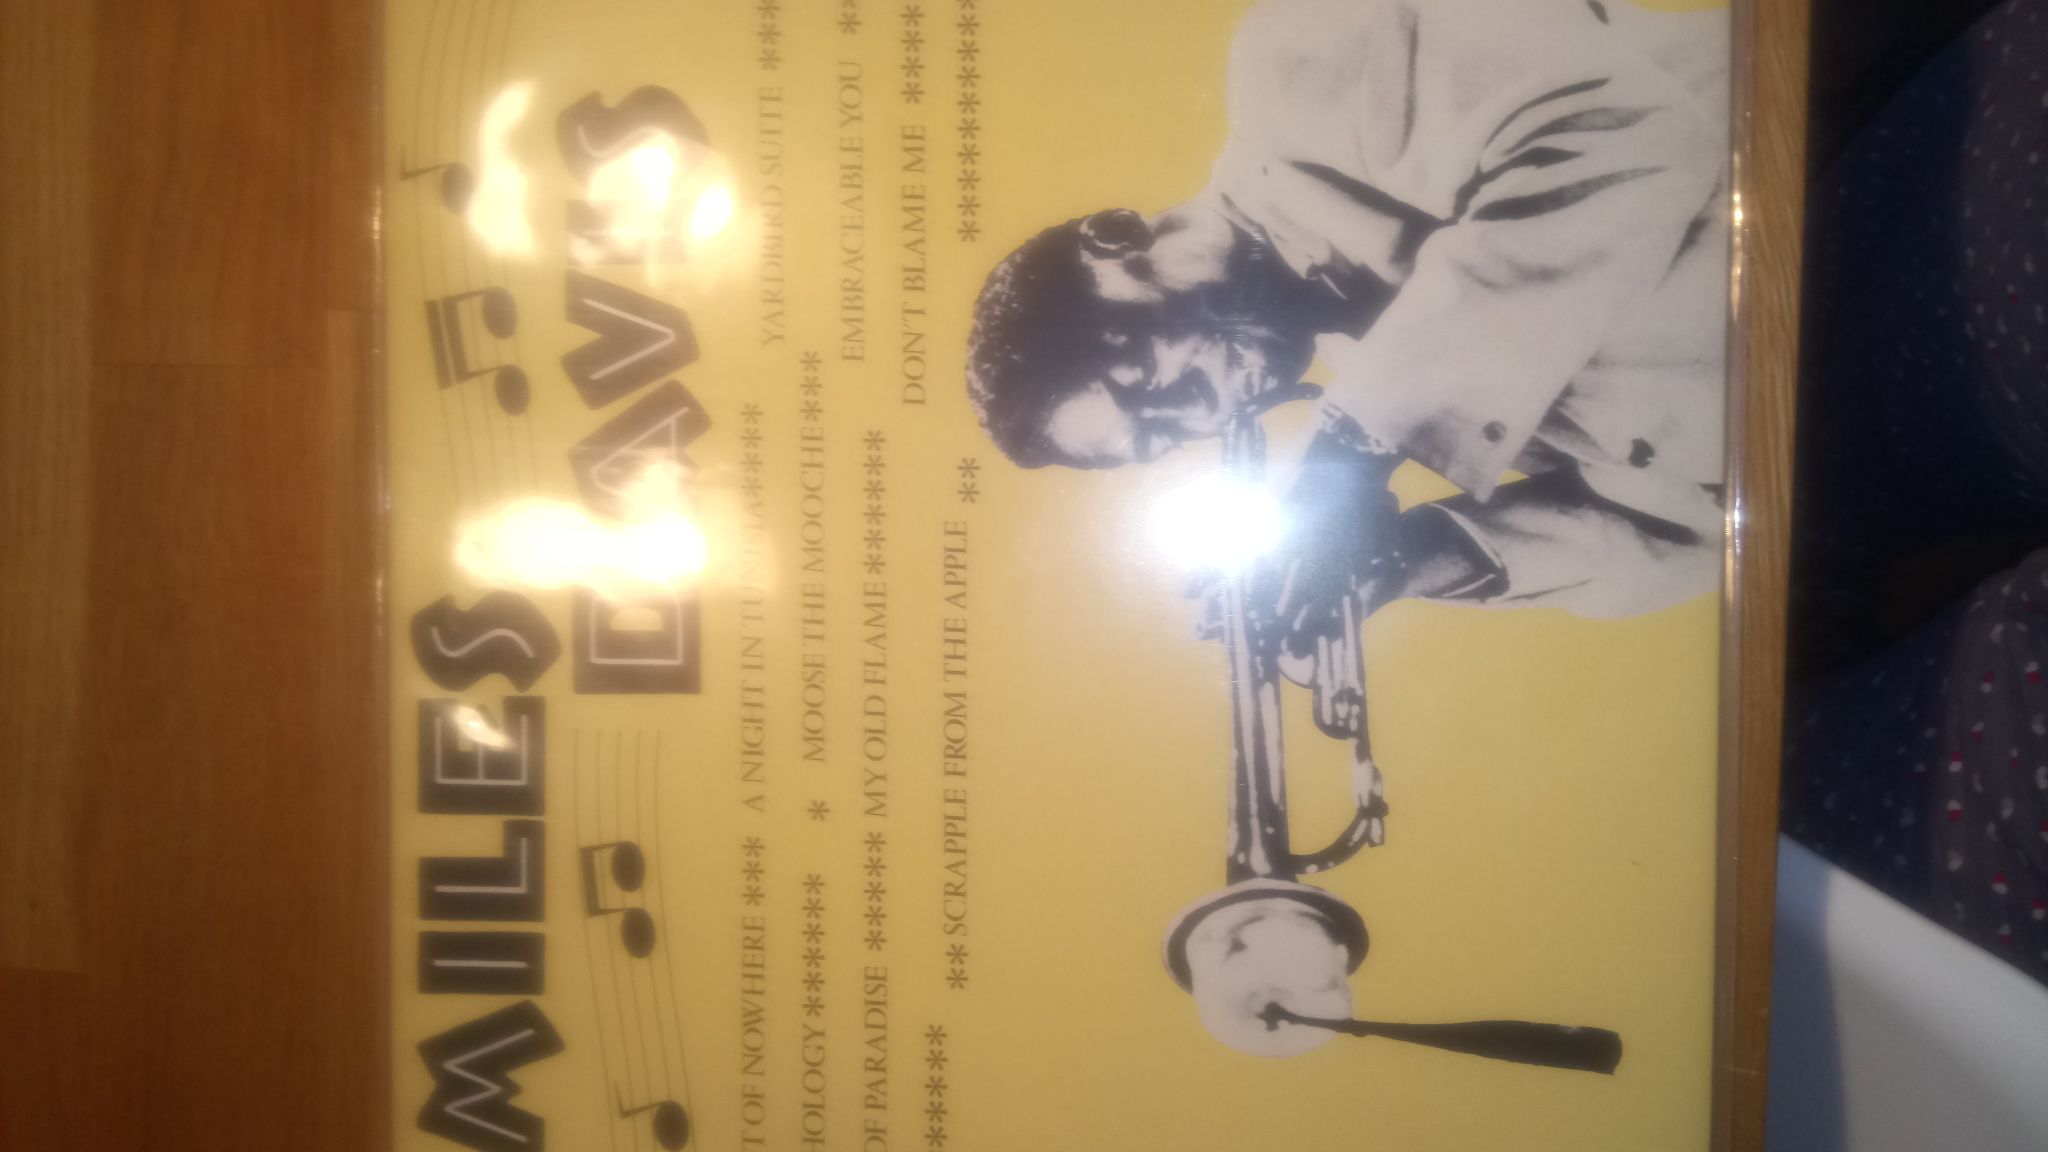 MILES
DAVIS
T OF NOWHERE **** A NIGHT IN TUNISIA***** YARDBIRD SUITE ****
HOLOGY ******* * MOOSE THE MOOCHE**** EMBRACEABLE YOU **
OF PARADISE ****** MY OLD FLAME ******* DON'T BLAME ME *****
****** ** SCRAPPLE FROM THE APPLE ** **********